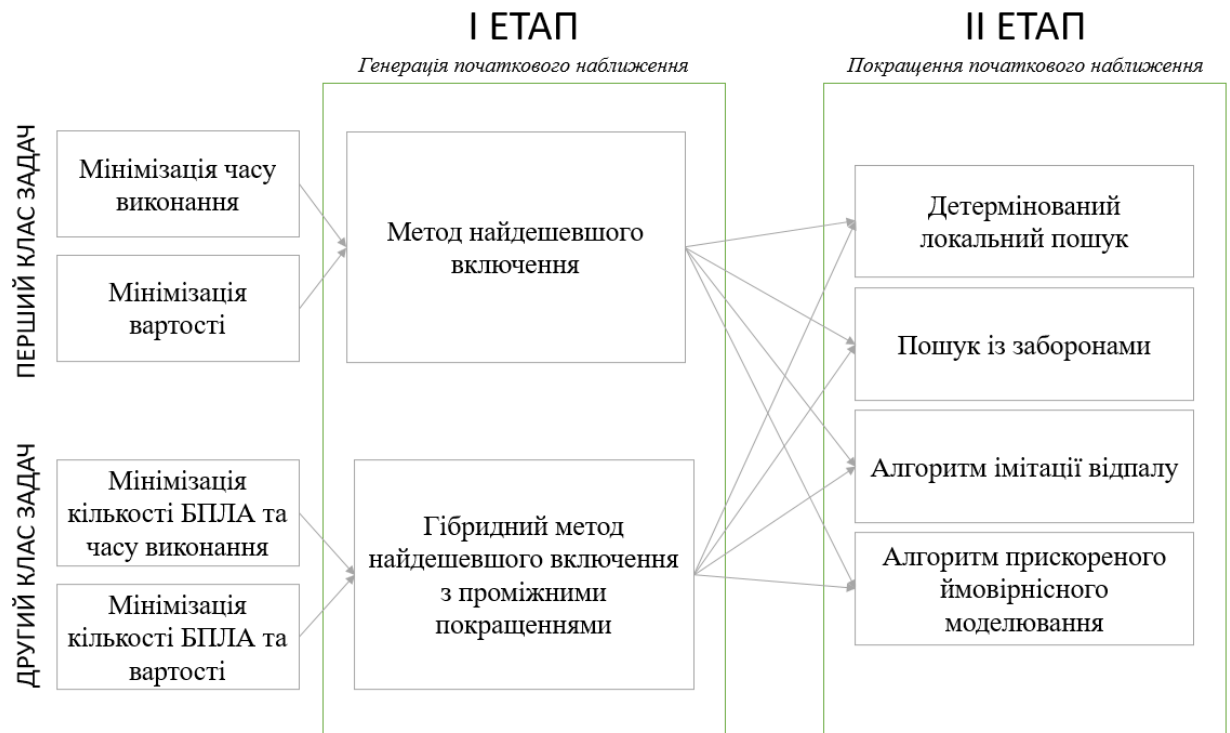 І ЕТАП
Генерація початкового наближення
ІІ ЕТАП
Покращення початкового наближення
ПЕРШИЙ КЛАС ЗАДАЧ
Мінімізація часу
виконання
Мінімізація
вартості
Метод найдешевшого
включення
Детермінований
локальний пошук
Пошук із заборонами
Алгоритм імітації відпалу
Алгоритм прискореного
ймовірнісного
моделювання
ДРУГИЙ КЛАС ЗАДАЧ
Мінімізація
кількості БПЛА та
часу виконання
Мінімізація
кількості БПЛА та
вартості
Гібридний метод
найдешевшого включення
з проміжними
покращеннями